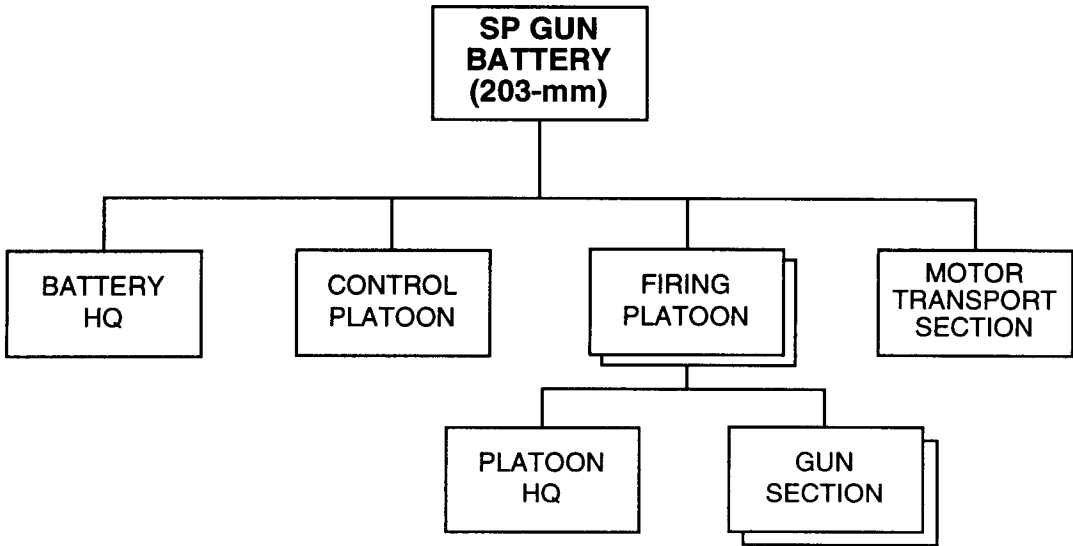 SP GUN
BATTERY
(203-mm)
BATTERY
HQ
CONTROL
PLATOON
FIRING
PLATOON
MOTOR
TRANSPORT
SECTION
PLATOON
HQ
GUN
SECTION